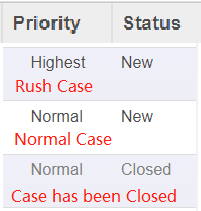 Priority Status
Highest New
Rush Case
Normal New
Normal Case
Normal Closed
Case has been Closed